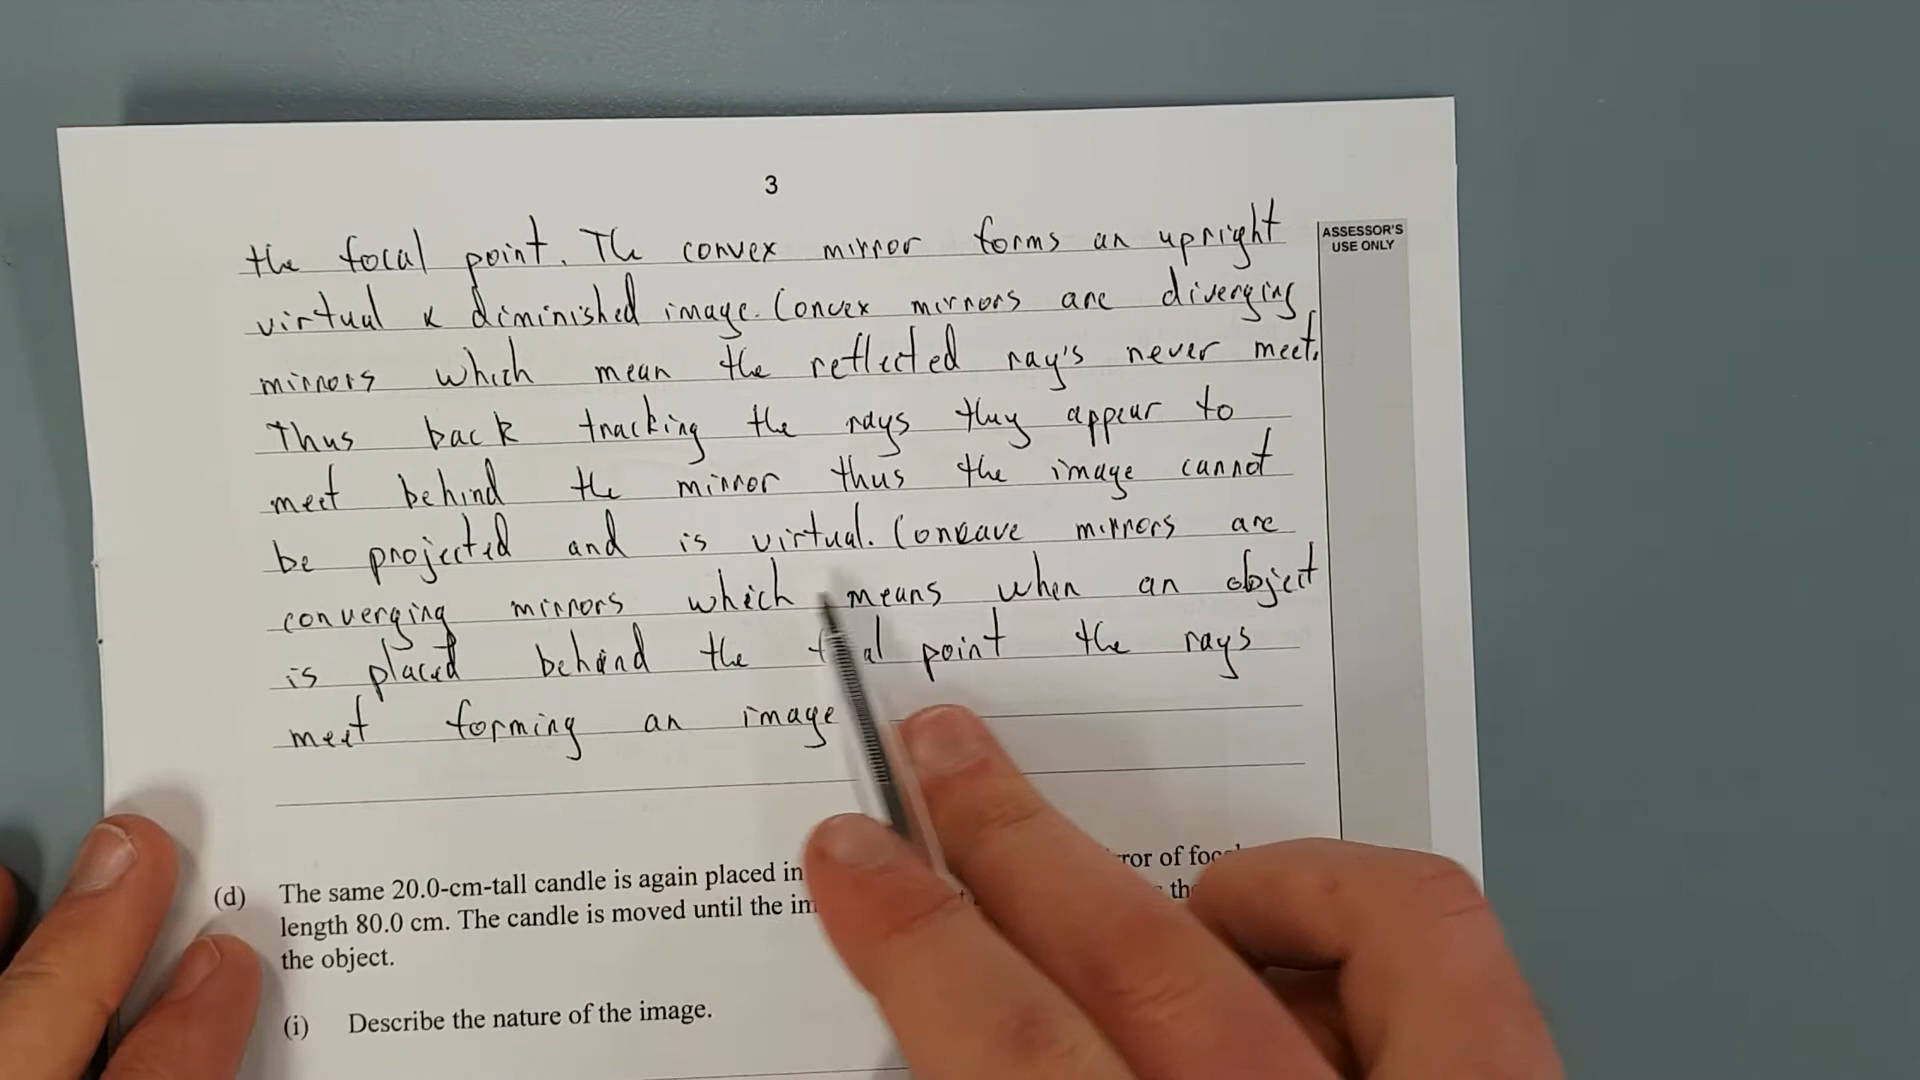 3
the focal point. The convex mirror forms an upright
virtual & diminished image. Convex mirrors are diverging
mirrors which mean the reflected ray's never meet.
Thus back tracking the rays they appear to
meet behind the mirror thus the image cannot
be projected and is virtual. Concave mirrors are
converging mirrors which means when an object
is placed behind the point the rays
meet forming an image
ASSESSOR'S
USE ONLY
(d) The same 20.0-cm-tall candle is again placed in of
length 80.0 cm. The candle is moved until the
the object.
(i) Describe the nature of the image.